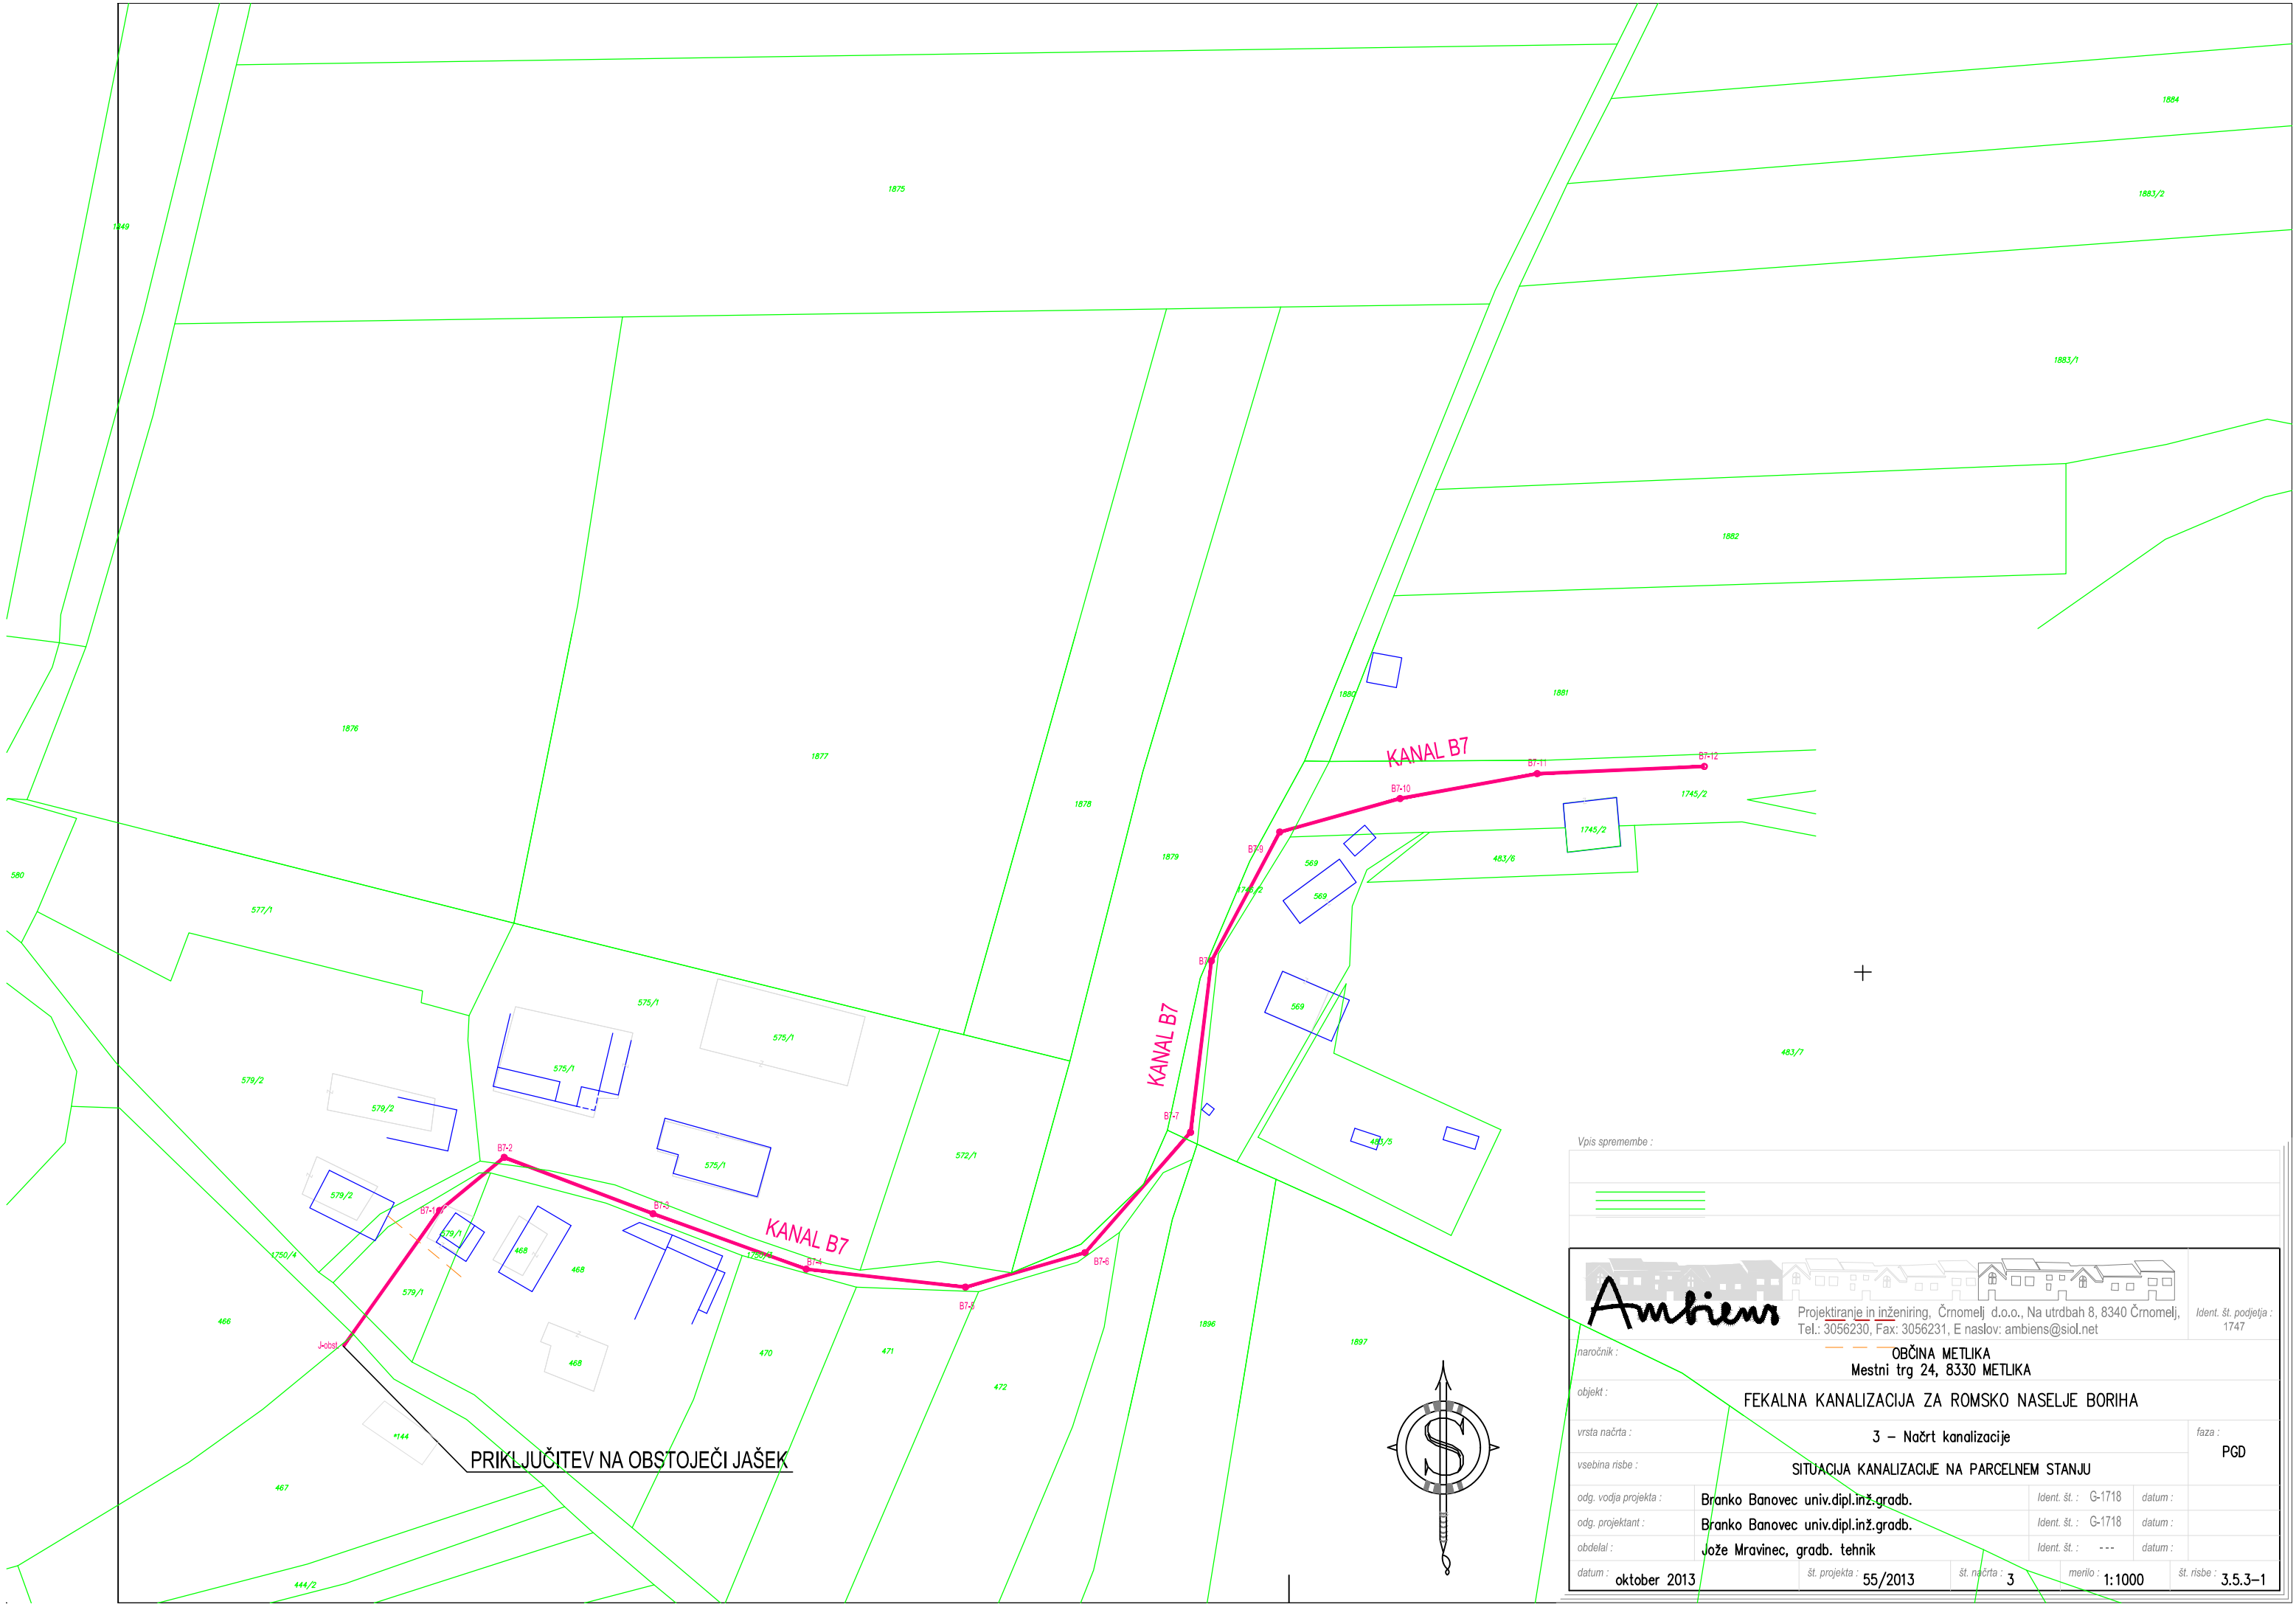 1884
1875
1883/2
1883/1
1882
1880
1881
1876
KANAL B7
B7-12
B7-11
1877
B7-10
1745/2
1878
1745/2
B7-9
1879
569
483/6
580
569
577/1
575/1
569
575/1
KANAL B7
483/7
575/1
579/2
579/2
B7-7
483/5
Vpis spremembe :
B7-2
572/1
575/1
579/2
B7-3
B7-1
579/1
KANAL B7
468
1750/4
468
B7-4
B7-6
579/1
B7-5
466
1896
Projektiranje in inženiring, Črnomelj d.o.o., Na utrdbah 8, 8340 Črnomelj,
Tel.: 3056230, Fax: 3056231, E naslov: ambiens@siol.net
Ident. št. podjetja :
1747
Ambiens
J-obst.
470
471
1897
468
472
naročnik :
OBČINA METLIKA
Mestni trg 24, 8330 METLIKA
objekt :
FEKALNA KANALIZACIJA ZA ROMSKO NASELJE BORIHA
*144
vrsta načrta :
3 – Načrt kanalizacije
faza :
PGD
S
PRIKLJUČITEV NA OBSTOJEČI JAŠEK
vsebina risbe :
SITUACIJA KANALIZACIJE NA PARCELNEM STANJU
467
odg. vodja projekta :
Branko Banovec univ.dipl.inž.gradb.
Ident. št. : G-1718
datum :
odg. projektant :
Branko Banovec univ.dipl.inž.gradb.
Ident. št. : G-1718
datum :
obdelal :
Jože Mravinec, gradb. tehnik
Ident. št. : ---
datum :
444/2
datum : oktober 2013
št. projekta : 55/2013
št. načrta : 3
merilo : 1:1000
št. risbe : 3.5.3–1